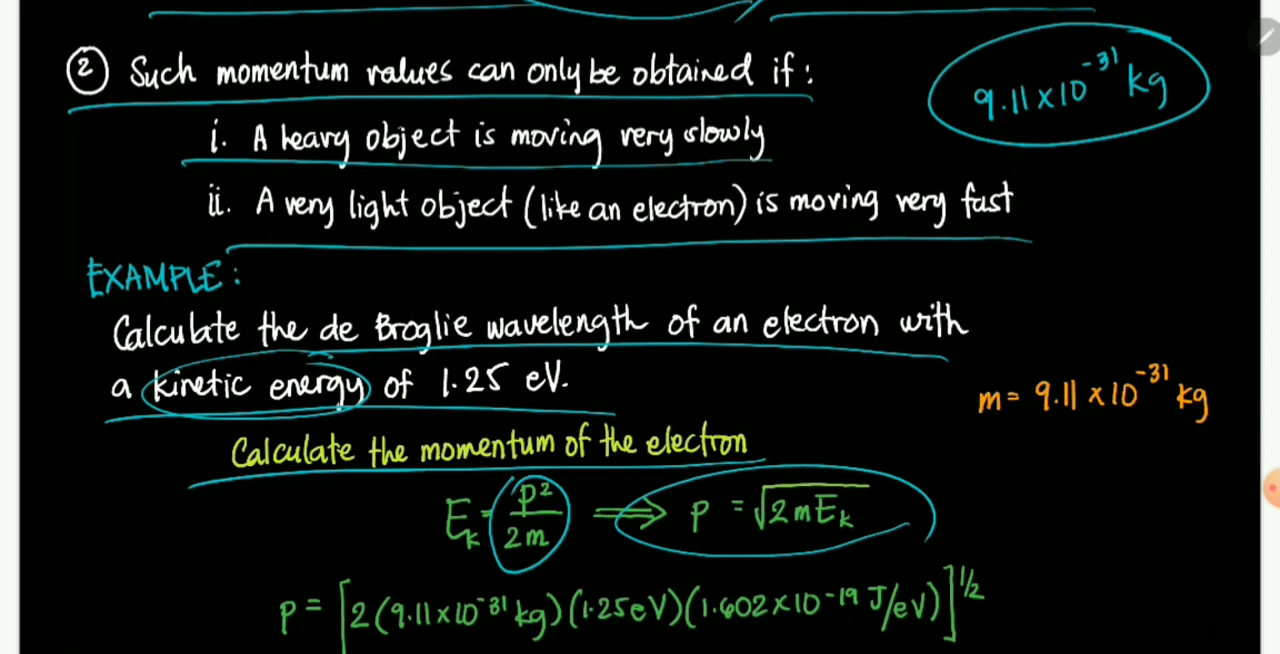 ② Such momentum values can only be obtained if:
9.11×10⁻³¹ kg
i. A heavy object is moving very slowly
ii. A very light object (like an electron) is moving very fast
EXAMPLE:
Calculate the de Broglie wavelength of an electron with
a kinetic energy of 1.25 eV.
m = 9.11 × 10⁻³¹ kg
Calculate the momentum of the electron
Eₖ = p²/2m ⟹ p = √2mEₖ
p = [2(9.11×10⁻³¹ kg)(1.25eV)(1.602×10⁻¹⁹ J/eV)]^½